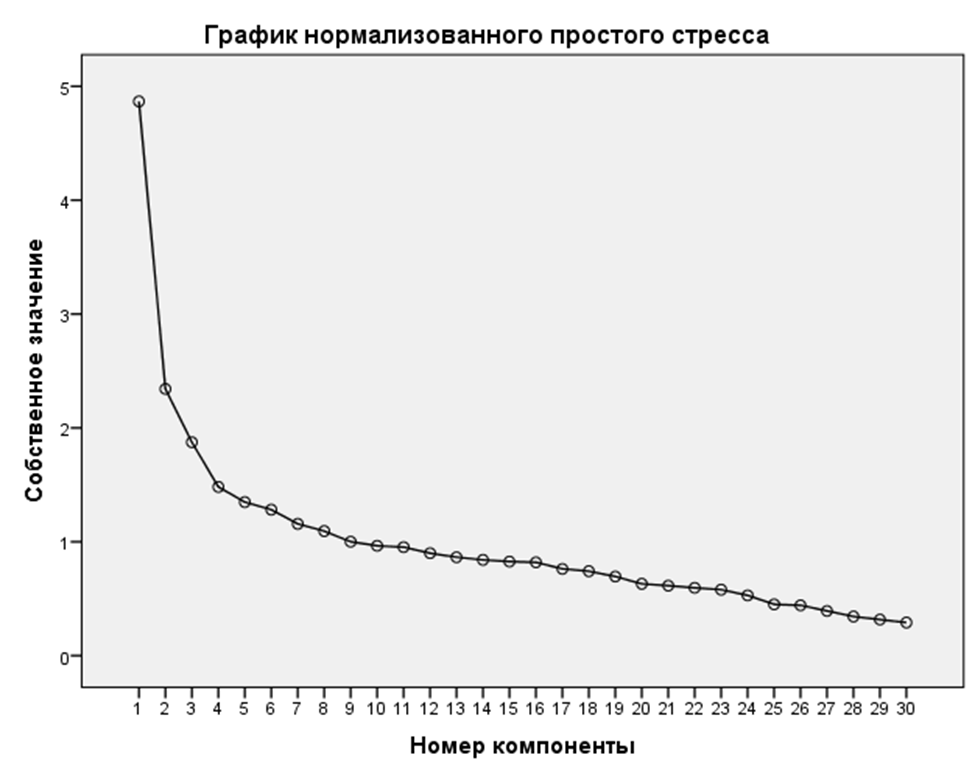 График нормализованного простого стресса
5
4
3
2
1
0
Собственное значение
1 2 3 4 5 6 7 8 9 10 11 12 13 14 15 16 17 18 19 20 21 22 23 24 25 26 27 28 29 30
Номер компоненты